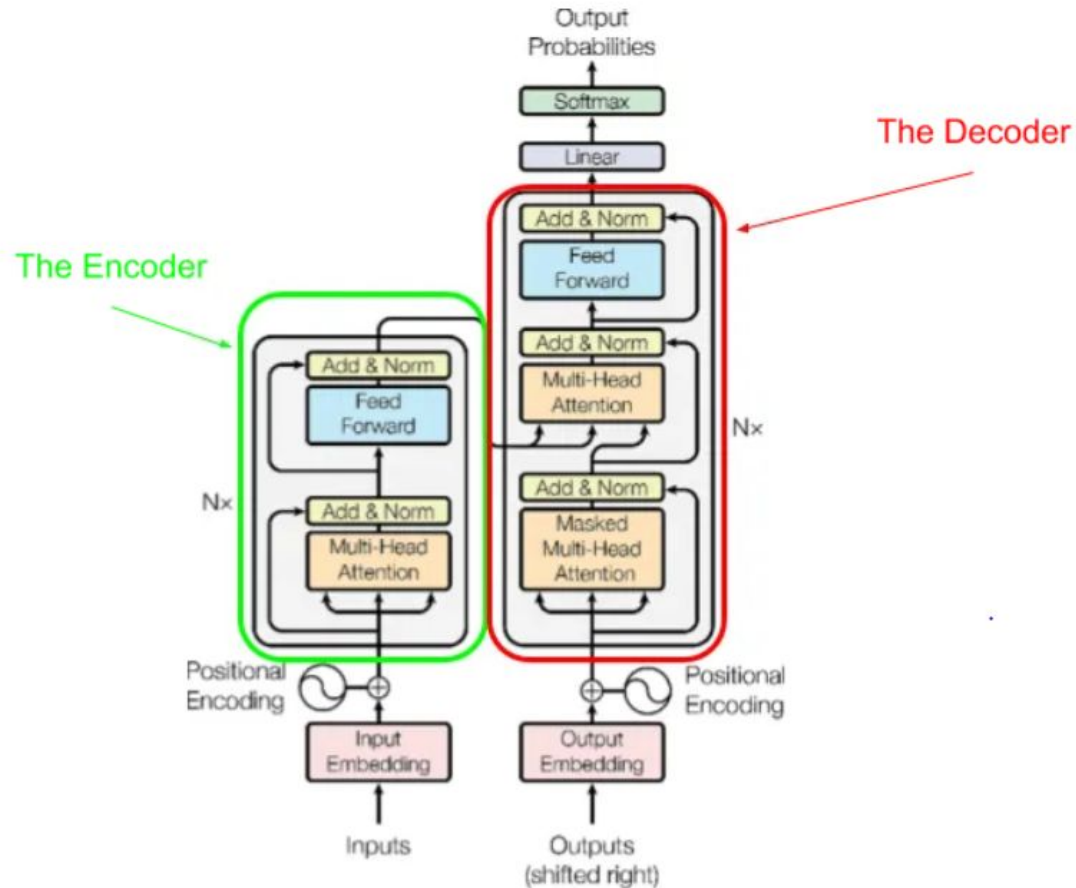 Output
Probabilities
Softmax
Linear
The Decoder
Add & Norm
Feed
Forward
The Encoder
Add & Norm
Multi-Head
Attention
Nx
Add & Norm
Masked
Multi-Head
Attention
Add & Norm
Feed
Forward
Nx
Add & Norm
Multi-Head
Attention
Positional
Encoding
Positional
Encoding
Input
Embedding
Output
Embedding
Inputs
Outputs
(shifted right)